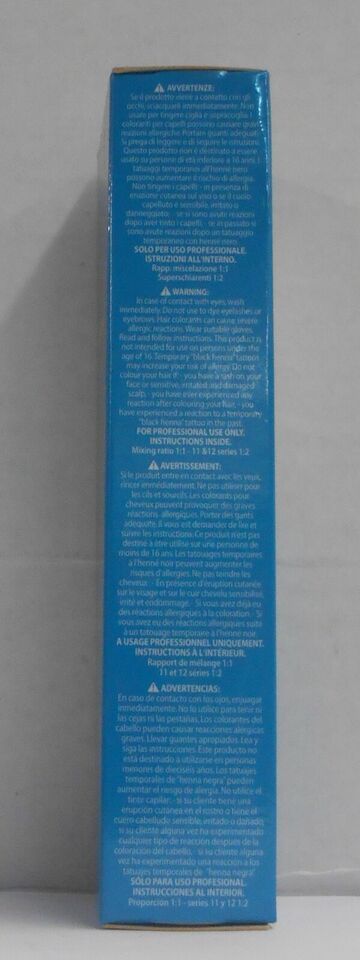 ⚠ AVVERTENZE:
Se il prodotto viene a contatto con gli
occhi, sciacquarli immediatamente. Non
usare per tingere ciglia e sopracciglia. I
coloranti per capelli possono causare gravi
reazioni allergiche. Portare guanti adeguati.
Si prega di leggere e di seguire le istruzioni.
Questo prodotto non è destinato a essere
usato su persone di età inferiore a 16 anni. I
tatuaggi temporanei all'henné nero
possono aumentare il rischio di allergia.
Non tingere i capelli - in presenza di
eruzione cutanea sul viso o se il cuoio
capelluto è sensibile, irritato o
danneggiato; - se si sono avute reazioni
dopo aver tinto i capelli; - se in passato si
sono avute reazioni dopo un tatuaggio
temporaneo con henné nero.
SOLO PER USO PROFESSIONALE.
ISTRUZIONI ALL'INTERNO.
Rapp. miscelazione 1:1
Superschiarenti 1:2
⚠ WARNING:
In case of contact with eyes, wash
immediately. Do not use to dye eyelashes or
eyebrows. Hair colorants can cause severe
allergic reactions. Wear suitable gloves.
Read and follow instructions. This product is
not intended for use on persons under the
age of 16. Temporary "black henna" tattoos
may increase your risk of allergy. Do not
colour your hair if: - you have a rash on your
face or sensitive, irritated and damaged
scalp, - you have ever experienced any
reaction after colouring your hair, - you
have experienced a reaction to a temporary
"black henna" tattoo in the past.
FOR PROFESSIONAL USE ONLY.
INSTRUCTIONS INSIDE.
Mixing ratio 1:1 - 11 &12 series 1:2
⚠ AVERTISSEMENT:
Si le produit entre en contact avec les yeux,
rincer immédiatement. Ne pas utiliser pour
les cils et sourcils. Les colorants pour
cheveux peuvent provoquer des graves
réactions allergiques. Porter des gants
adéquats. Il vous est demander de lire et
suivre les instructions. Ce produit n'est pas
destiné à être utilisé sur une personne de
moins de 16 ans. Les tatouages temporaires
à l'henné noir peuvent augmenter les
risques d'allergies. Ne pas teindre les
cheveux: - En présence d'éruption cutanée
sur le visage et sur le cuir chevelu sensibilisé,
irrité et endommagé. - Si vous avez déjà eu
des réactions allergiques à la coloration. - Si
vous avez eu des réactions allergiques suite
à un tatouage temporaire à l'henné noir.
A USAGE PROFESSIONNEL UNIQUEMENT.
INSTRUCTIONS À L'INTÉRIEUR.
Rapport de mélange 1:1
11 et 12 séries 1:2
⚠ ADVERTENCIAS:
En caso de contacto con los ojos, enjuagar
inmediatamente. No lo utilice para tenir ni
las cejas ni las pestañas. Los colorantes del
cabello pueden causar reacciones alérgicas
graves. Llevar guantes apropiados. Lea y
siga las instrucciones. Este producto no
está destinado a utilizarse en personas
menores de dieciséis años. Los tatuajes
temporales de "henna negra" pueden
aumentar el riesgo de alergia. No utilice el
tinte capilar: - si su cliente tiene una
erupción cutánea en el rostro o tiene el
cuero cabelludo sensible, irritado o dañado,
si su cliente alguna vez ha experimentado
cualquier tipo de reacción después de la
coloración del cabello, - si su cliente alguna
vez ha experimentado una reacción a los
tatuajes temporales de "henna negra".
SÓLO PARA USO PROFESIONAL.
INSTRUCCIONES AL INTERIOR.
Proporción 1:1 - series 11 y 12 1:2